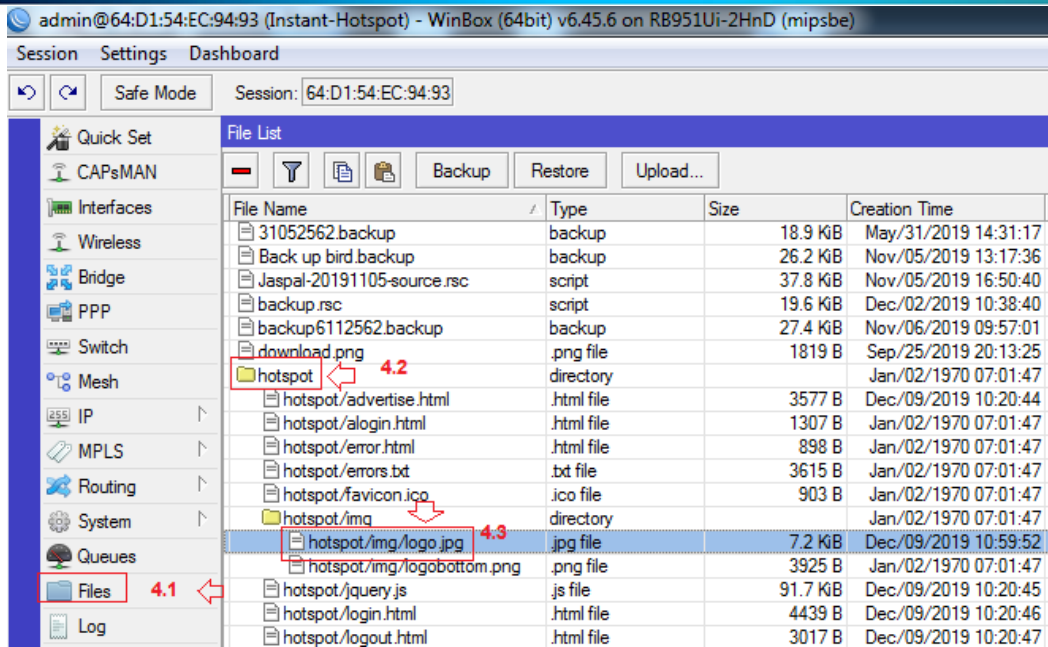 admin@64:D1:54:EC:94:93 (Instant-Hotspot) - WinBox (64bit) v6.45.6 on RB951Ui-2HnD (mipsbe)
Session Settings Dashboard
Safe Mode Session: 64:D1:54:EC:94:93
Quick Set
CAPsMAN
Interfaces
Wireless
Bridge
PPP
Switch
Mesh
255 IP
MPLS
Routing
System
Queues
Files 4.1
Log
File List
Backup Restore Upload...
File Name Type Size Creation Time
31052562.backup backup 18.9 KiB May/31/2019 14:31:17
Back up bird.backup backup 26.2 KiB Nov/05/2019 13:17:36
Jaspal-20191105-source.rsc script 37.8 KiB Nov/05/2019 16:50:40
backup.rsc script 19.6 KiB Dec/02/2019 10:38:40
backup6112562.backup backup 27.4 KiB Nov/06/2019 09:57:01
download.png .png file 1819 B Sep/25/2019 20:13:25
hotspot 4.2 directory Jan/02/1970 07:01:47
hotspot/advertise.html .html file 3577 B Dec/09/2019 10:20:44
hotspot/alogin.html .html file 1307 B Jan/02/1970 07:01:47
hotspot/error.html .html file 898 B Jan/02/1970 07:01:47
hotspot/errors.txt .txt file 3615 B Jan/02/1970 07:01:47
hotspot/favicon.ico .ico file 903 B Jan/02/1970 07:01:47
hotspot/img directory Jan/02/1970 07:01:47
hotspot/img/logo.jpg 4.3 .jpg file 7.2 KiB Dec/09/2019 10:59:52
hotspot/img/logobottom.png .png file 3925 B Jan/02/1970 07:01:47
hotspot/jquery.js .js file 91.7 KiB Dec/09/2019 10:20:45
hotspot/login.html .html file 4439 B Dec/09/2019 10:20:46
hotspot/logout.html .html file 3017 B Dec/09/2019 10:20:47